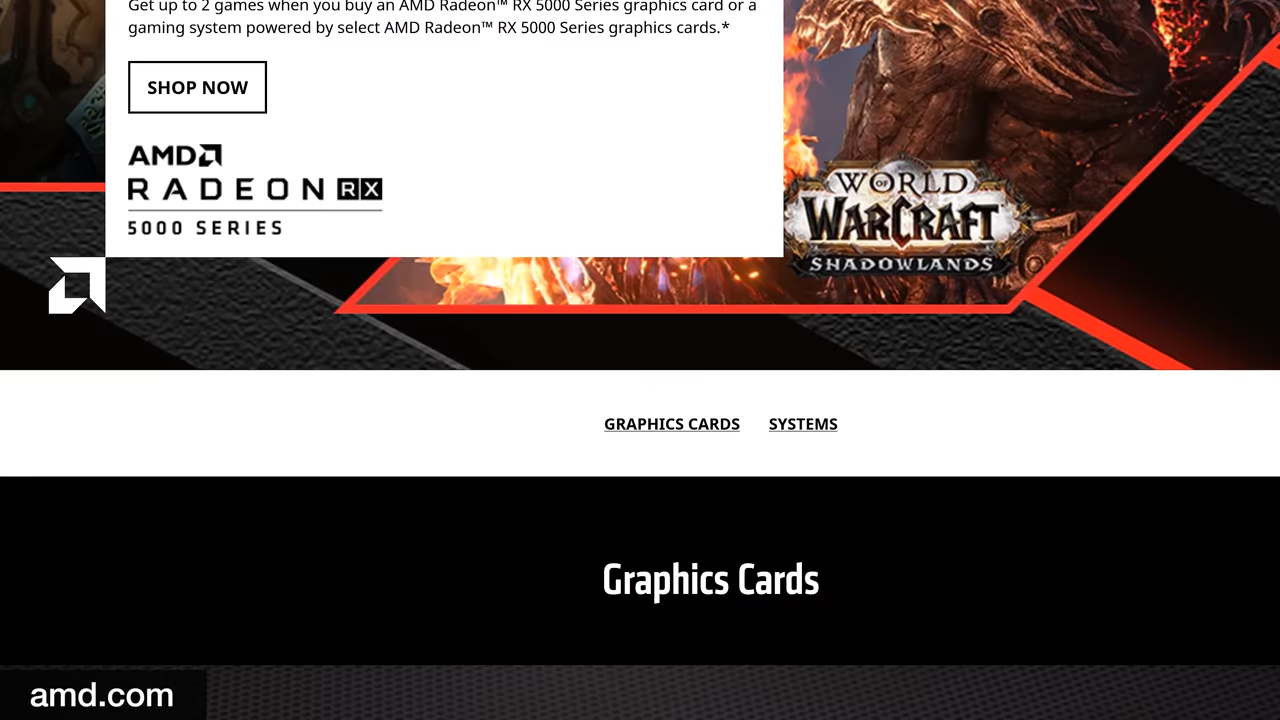 Get up to 2 games when you buy an AMD Radeon™ RX 5000 Series graphics card or a
gaming system powered by select AMD Radeon™ RX 5000 Series graphics cards.*
SHOP NOW
AMD
RADEON RX
5000 SERIES
WORLD
OF
WARCRAFT
SHADOWLANDS
GRAPHICS CARDS SYSTEMS
Graphics Cards
amd.com